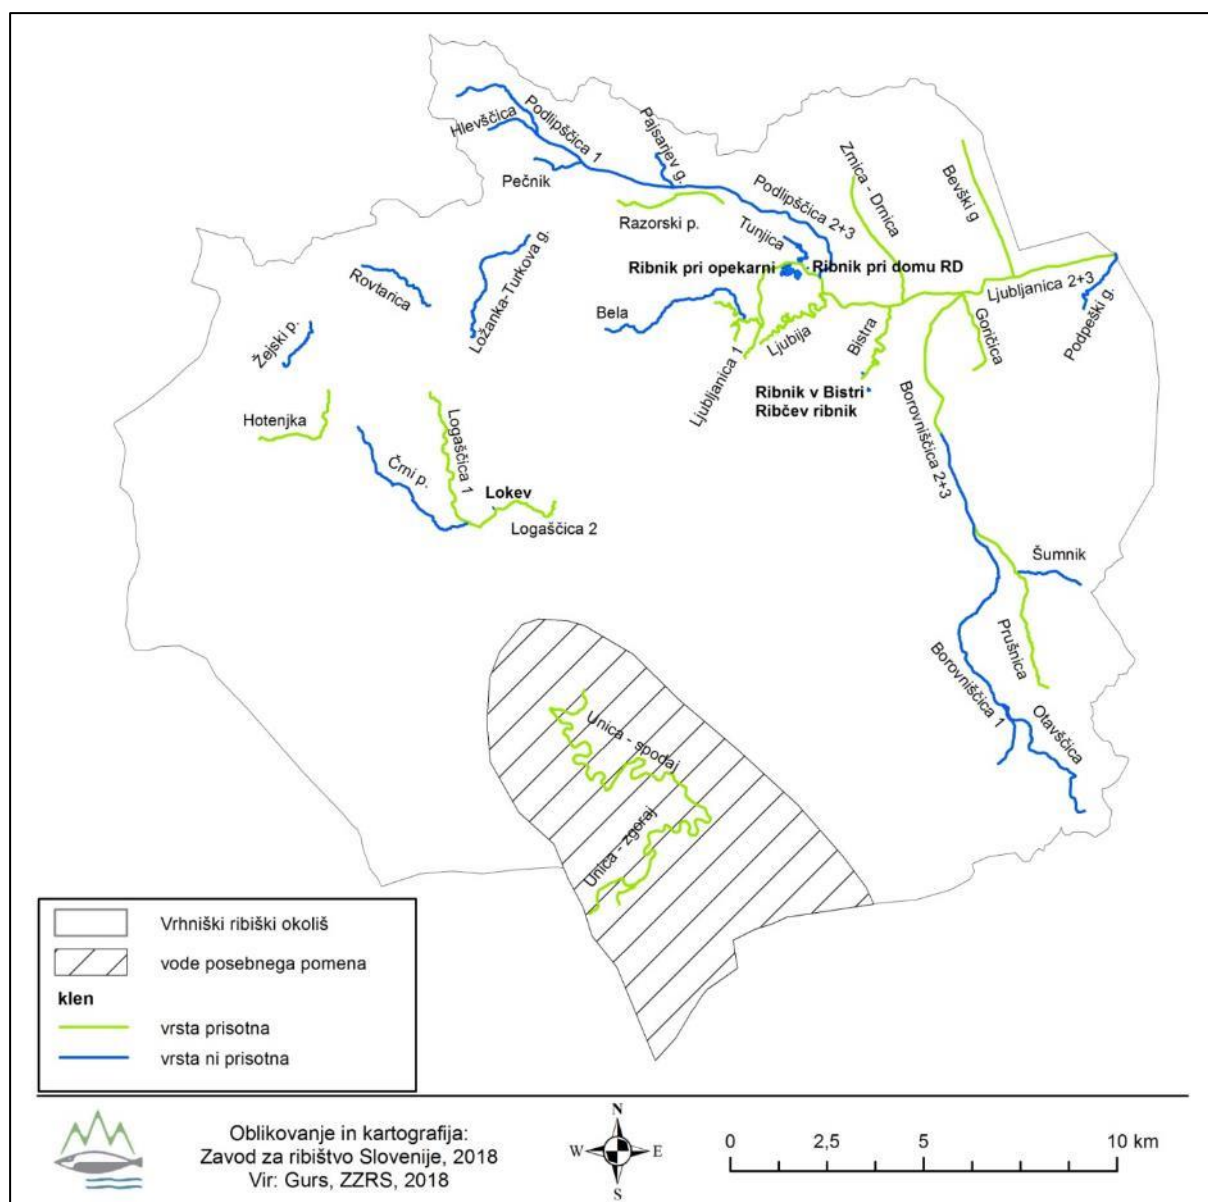 Podlipščica 1
Hlevščica
Pajsarjev g.
Pečnik
Zrnica - Drnica
Bevški g
Podlipščica 2+3
Razorski p.
Tunjica
Ribnik pri opekarni
Ribnik pri domu RD
Rovtarica
Ložanka-Turkova g.
Ljubljanica 2+3
Bela
Podpeški g.
Žejski p.
Ljubija
Bistra
Goričica
Ljubljanica 1
Ribnik v Bistri
Ribčev ribnik
Hotenjka
Logaščica 1
Borovniščica 2+3
Črni p.
Lokev
Logaščica 2
Šumnik
Prušnica
Borovniščica 1
Otavščica
Unica - spodaj
Unica - zgoraj
Vrhniški ribiški okoliš
vode posebnega pomena
klen
vrsta prisotna
vrsta ni prisotna
Oblikovanje in kartografija:
Zavod za ribištvo Slovenije, 2018
Vir: Gurs, ZZRS, 2018
N
W E
S
0 2,5 5 10 km